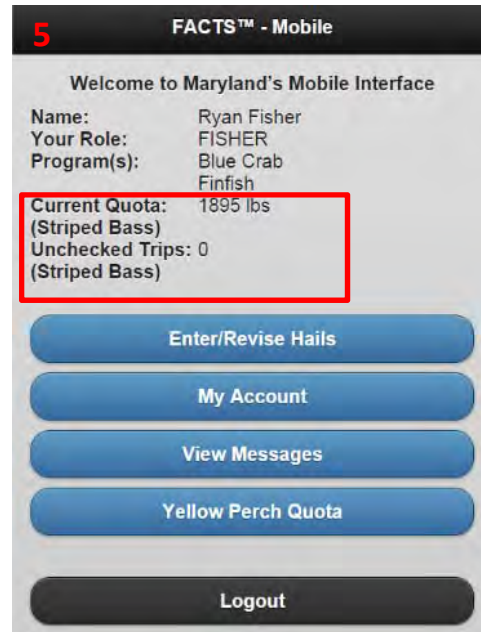 5
FACTS™ - Mobile
Welcome to Maryland's Mobile Interface
Name: Ryan Fisher
Your Role: FISHER
Program(s): Blue Crab
Finfish
Current Quota: 1895 lbs
(Striped Bass)
Unchecked Trips: 0
(Striped Bass)
Enter/Revise Hails
My Account
View Messages
Yellow Perch Quota
Logout